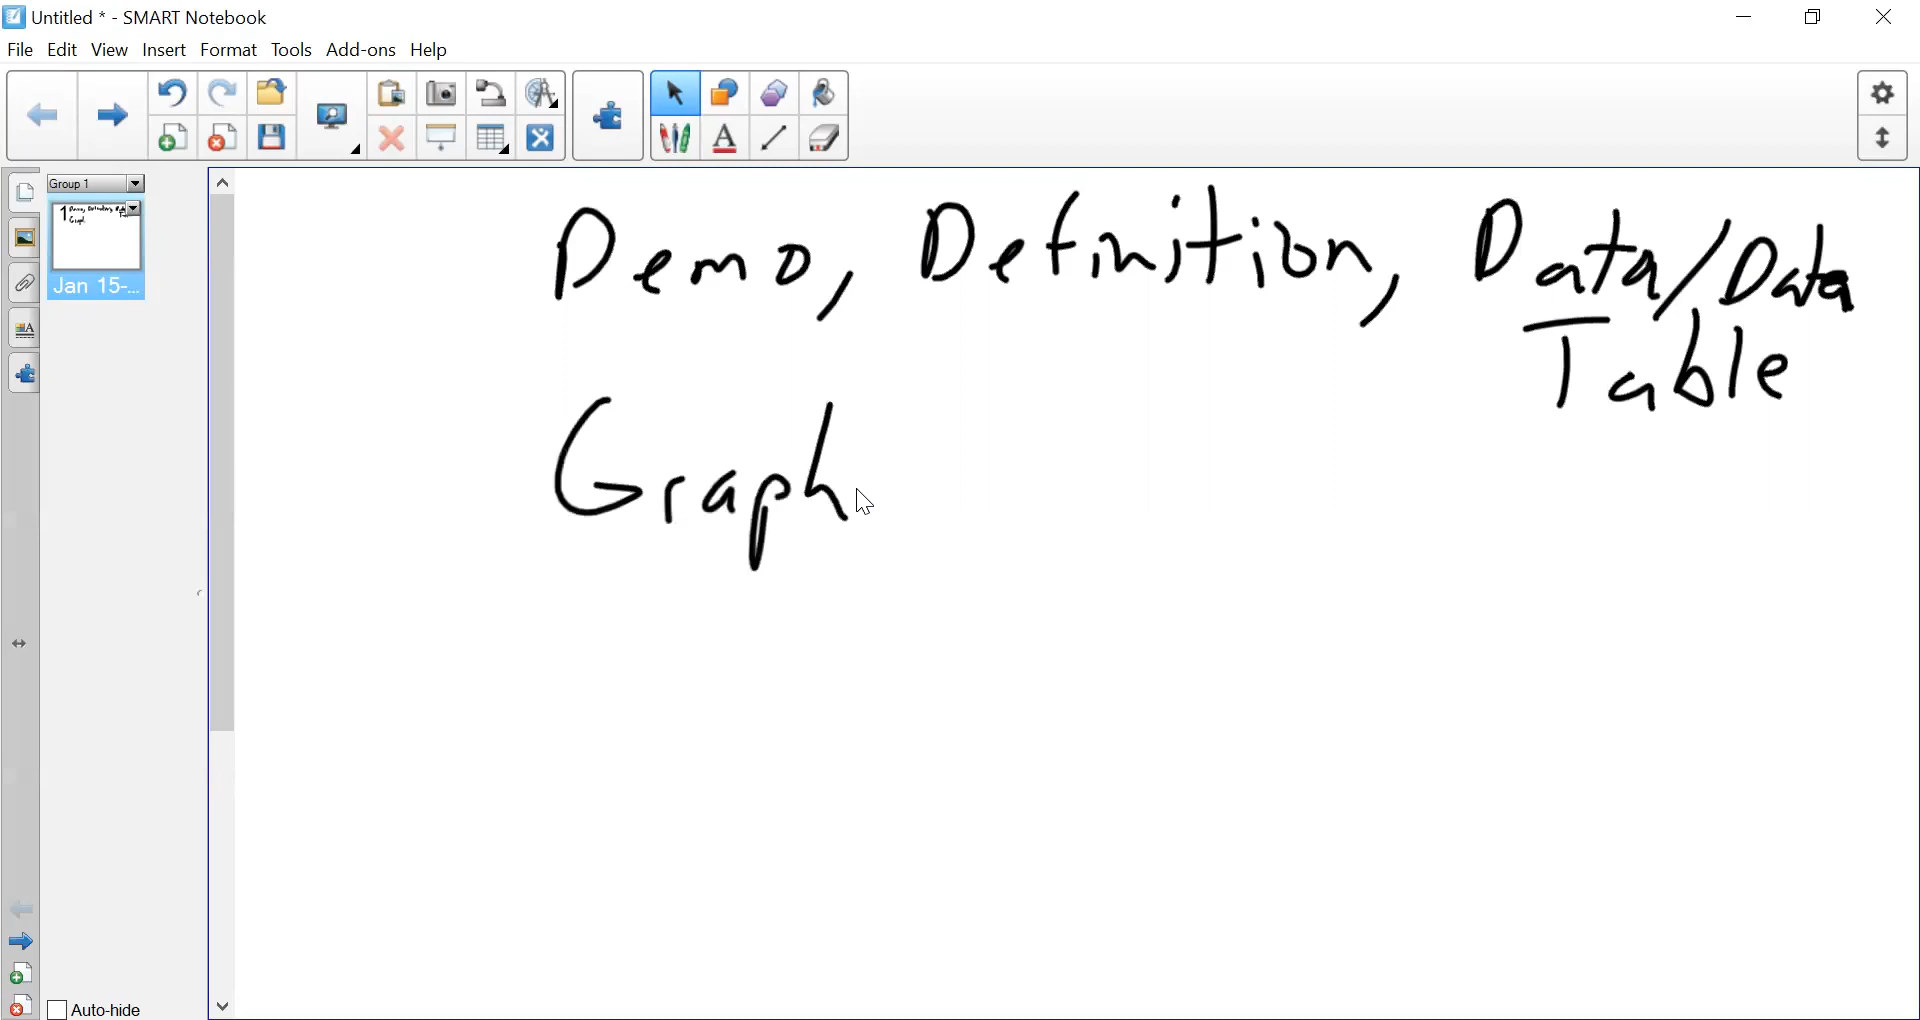 Untitled * - SMART Notebook
File Edit View Insert Format Tools Add-ons Help
Group 1
Jan 15-...
Demo, Definition, Data/Data
Table
Graph
Auto-hide